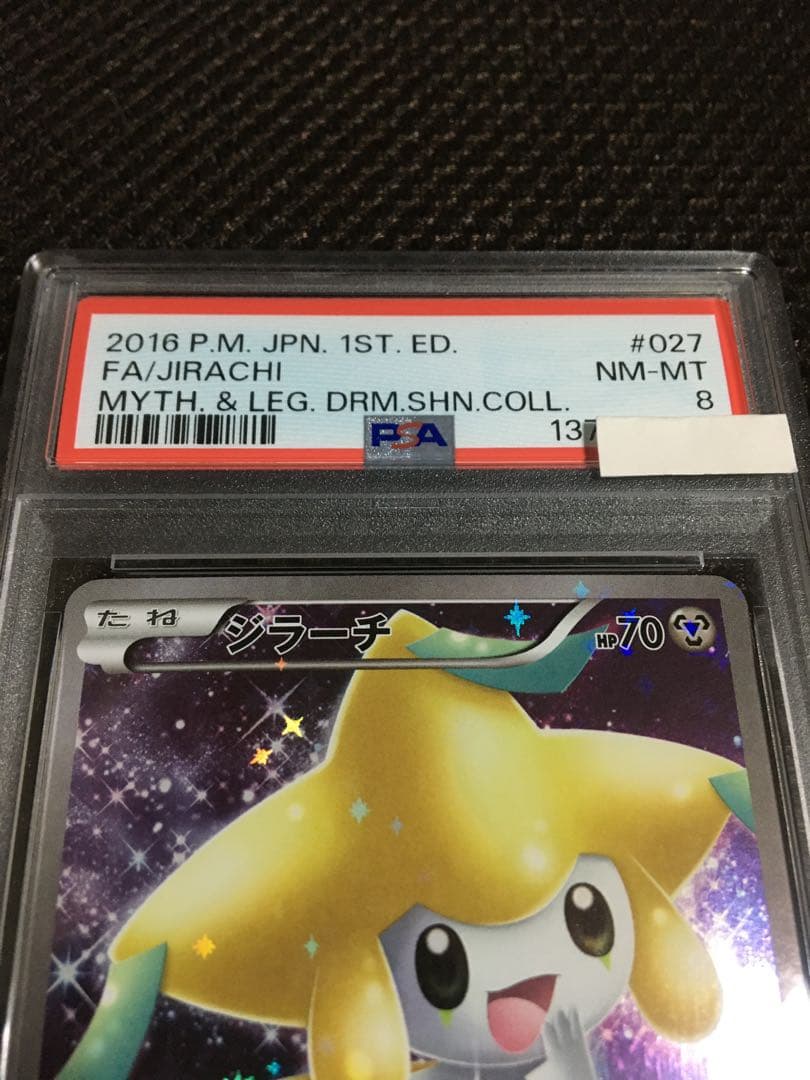 2016 P.M. JPN. 1ST. ED. #027
FA/JIRACHI NM-MT
MYTH. & LEG. DRM.SHN.COLL. 8
PSA 137
たね ジラーチ HP70